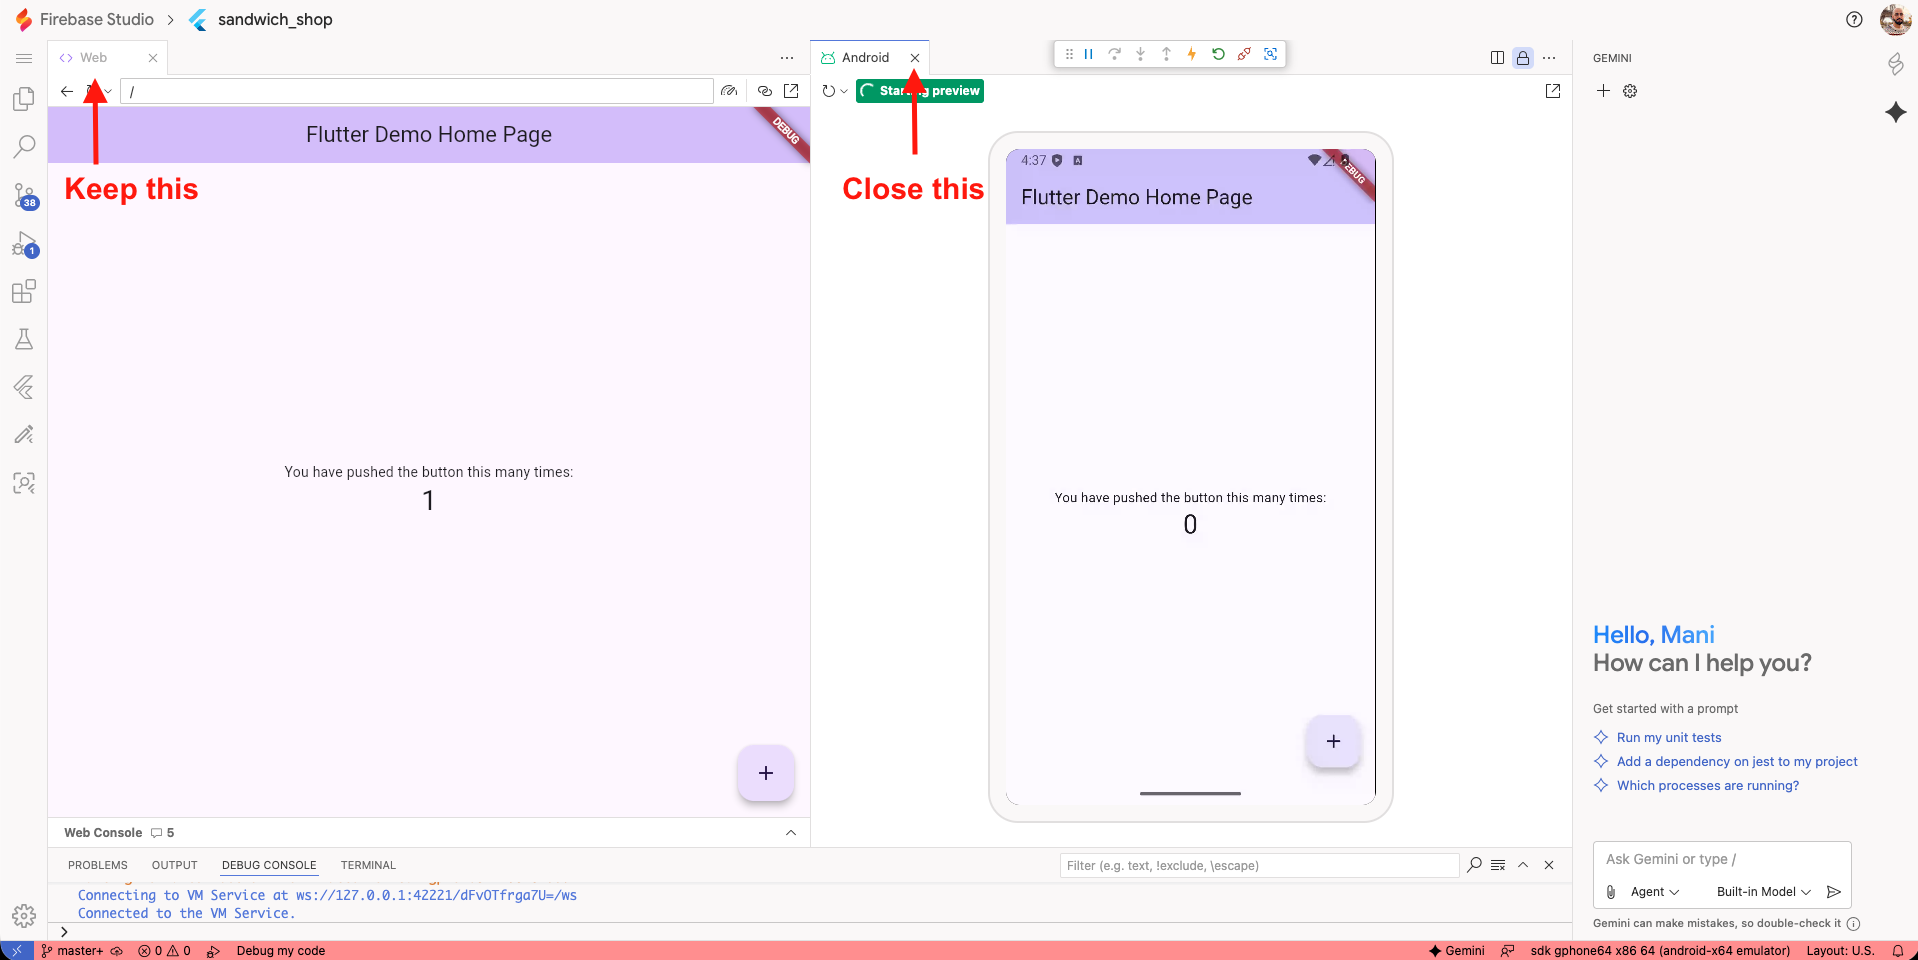 Firebase Studio > sandwich_shop
Web
Android
GEMINI
/
Starting preview
Flutter Demo Home Page
DEBUG
Keep this
Close this
4:37
Flutter Demo Home Page
38
1
You have pushed the button this many times:
1
You have pushed the button this many times:
0
+
+
Hello, Mani
How can I help you?
Get started with a prompt
Run my unit tests
Add a dependency on jest to my project
Which processes are running?
Web Console 5
PROBLEMS OUTPUT DEBUG CONSOLE TERMINAL
Filter (e.g. text, !exclude, \escape)
Connecting to VM Service at ws://127.0.0.1:42221/dFvOTfrga7U=/ws
Connected to the VM Service.
>
Ask Gemini or type /
Agent
Built-in Model
Gemini can make mistakes, so double-check it
master+ 0 0 Debug my code
Gemini sdk gphone64 x86 64 (android-x64 emulator) Layout: U.S.